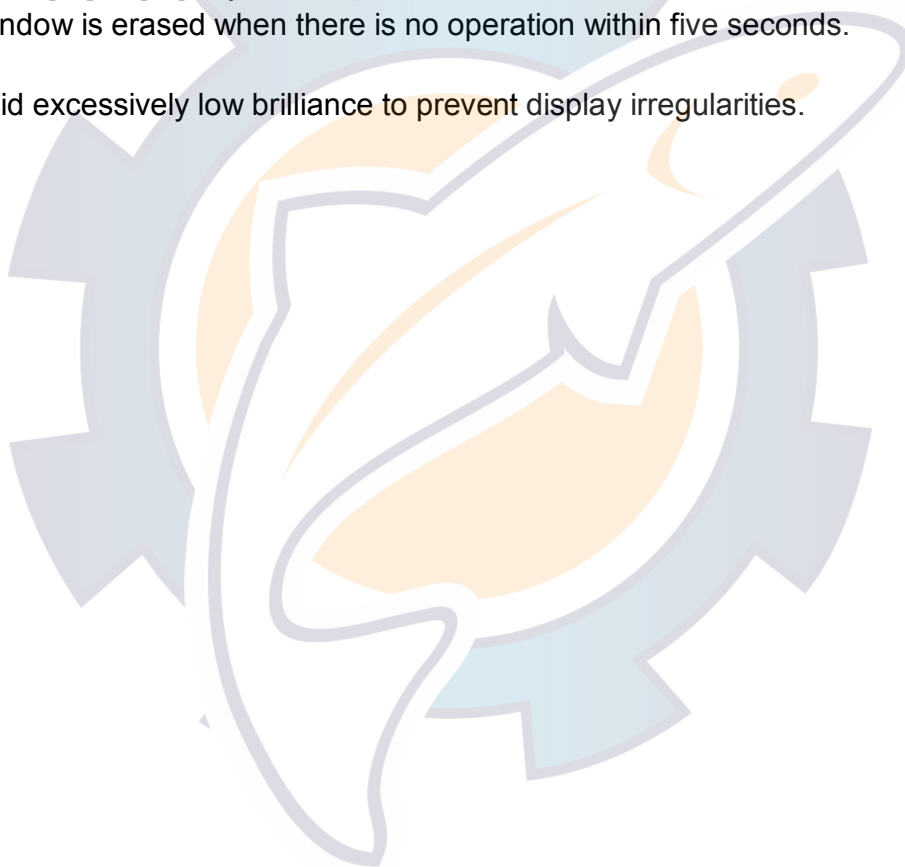 ndow is erased when there is no operation within five seconds.
id excessively low brilliance to prevent display irregularities.